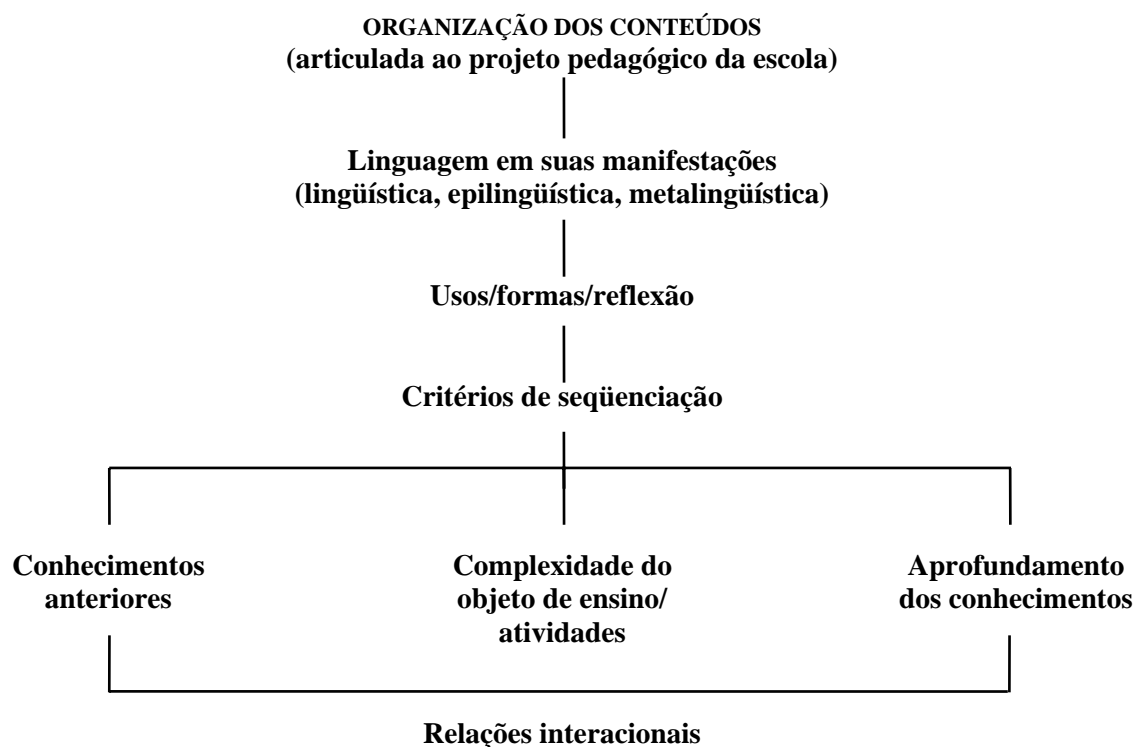 ORGANIZAÇÃO DOS CONTEÚDOS
(articulada ao projeto pedagógico da escola)
Linguagem em suas manifestações
(lingüística, epilingüística, metalingüística)
Usos/formas/reflexão
Critérios de seqüenciação
Conhecimentos
anteriores
Complexidade do
objeto de ensino/
atividades
Aprofundamento
dos conhecimentos
Relações interacionais